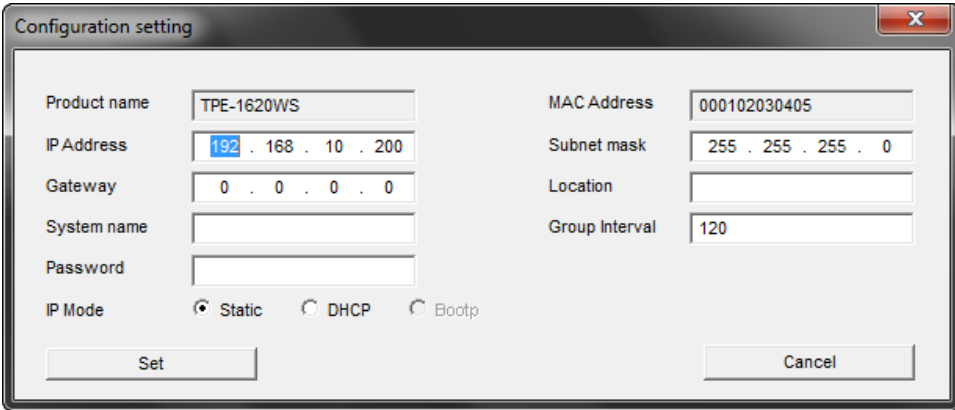 Configuration setting
Product name TPE-1620WS MAC Address 000102030405
IP Address 192 . 168 . 10 . 200 Subnet mask 255 . 255 . 255 . 0
Gateway 0 . 0 . 0 . 0 Location
System name Group Interval 120
Password
IP Mode Static DHCP Bootp
Set Cancel